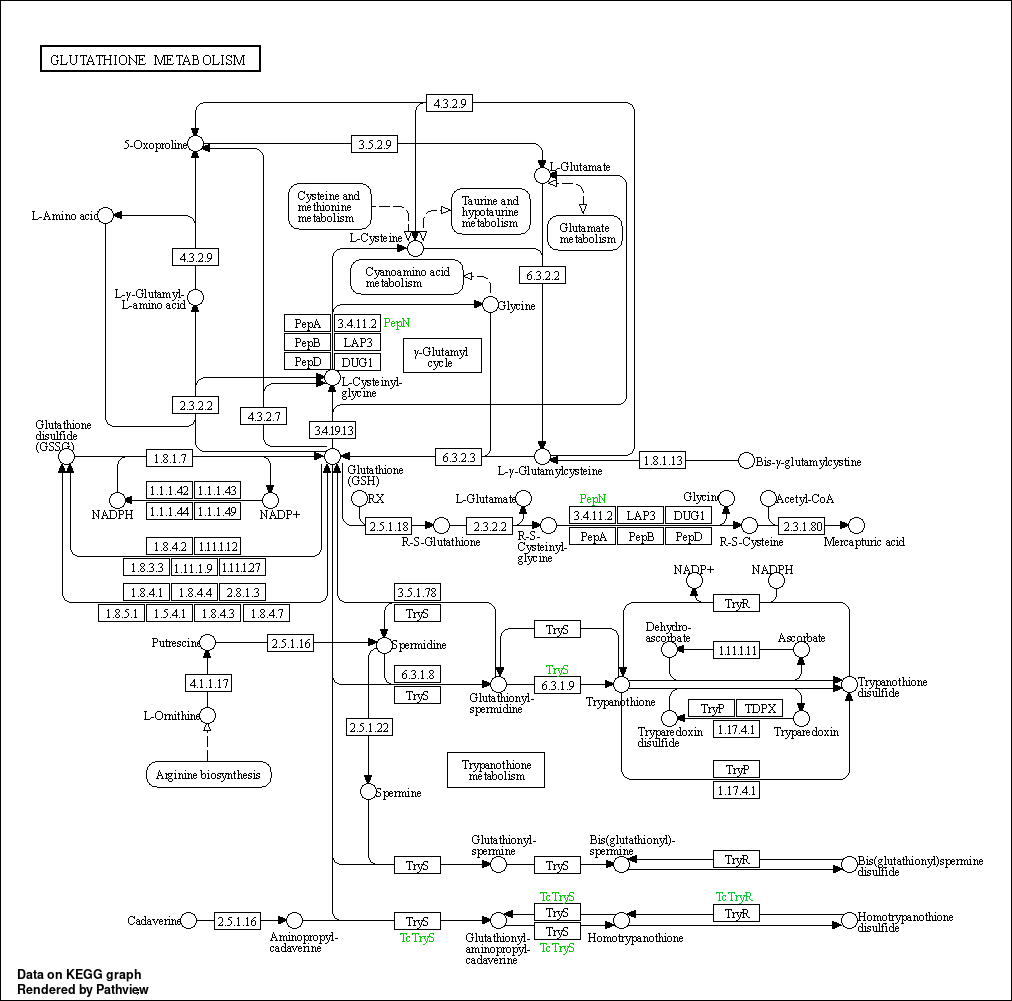 GLUTATHIONE METABOLISM
4.3.2.9
5-Oxoproline
3.5.2.9
L-Glutamate
Cysteine and
methionine
metabolism
Taurine and
hypotaurine
metabolism
L-Amino acid
Glutamate
metabolism
L-Cysteine
4.3.2.9
Cyanoamino acid
metabolism
6.3.2.2
L-γ-Glutamyl-
L-amino acid
Glycine
PepA
3.4.11.2
PepN
PepB
LAP3
γ-Glutamyl
cycle
PepD
DUG1
L-Cysteinyl-
glycine
2.3.2.2
4.3.2.7
3.4.19.13
Glutathione
disulfide
(GSSG)
1.8.1.7
Glutathione
(GSH)
6.3.2.3
L-γ-Glutamylcysteine
1.8.1.13
Bis-γ-glutamylcystine
1.1.1.42
1.1.1.43
1.1.1.44
1.1.1.49
NADPH
NADP+
RX
L-Glutamate
PepN
Glycine
Acetyl-CoA
2.5.1.18
2.3.2.2
3.4.11.2
LAP3
DUG1
PepA
PepB
PepD
2.3.1.80
R-S-Glutathione
R-S-
Cysteinyl-
glycine
R-S-Cysteine
Mercapturic acid
1.8.4.2
1.11.1.12
1.8.3.3
1.11.1.9
1.11.1.27
1.8.4.1
1.8.4.4
2.8.1.3
1.8.5.1
1.5.4.1
1.8.4.3
1.8.4.7
3.5.1.78
TryS
NADP+
NADPH
TryR
Putrescine
2.5.1.16
Spermidine
TryS
Dehydro-
ascorbate
Ascorbate
1.11.1.11
4.1.1.17
6.3.1.8
TryS
TryS
6.3.1.9
Glutathionyl-
spermidine
Trypanothione
Trypanothione
disulfide
L-Ornithine
2.5.1.22
TryP
TDPX
1.17.4.1
Tryparedoxin
disulfide
Tryparedoxin
Arginine biosynthesis
Trypanothione
metabolism
TryP
1.17.4.1
Spermine
Glutathionyl-
spermine
Bis(glutathionyl)-
spermine
TryS
TryS
TryR
Bis(glutathionyl)spermine
disulfide
TcTryS
TcTryR
Cadaverine
2.5.1.16
Aminopropyl-
cadaverine
TryS
TcTryS
TryS
TryS
TcTryS
Glutathionyl-
aminopropyl-
cadaverine
Homotrypanothione
TryR
Homotrypanothione
disulfide
Data on KEGG graph
Rendered by Pathview